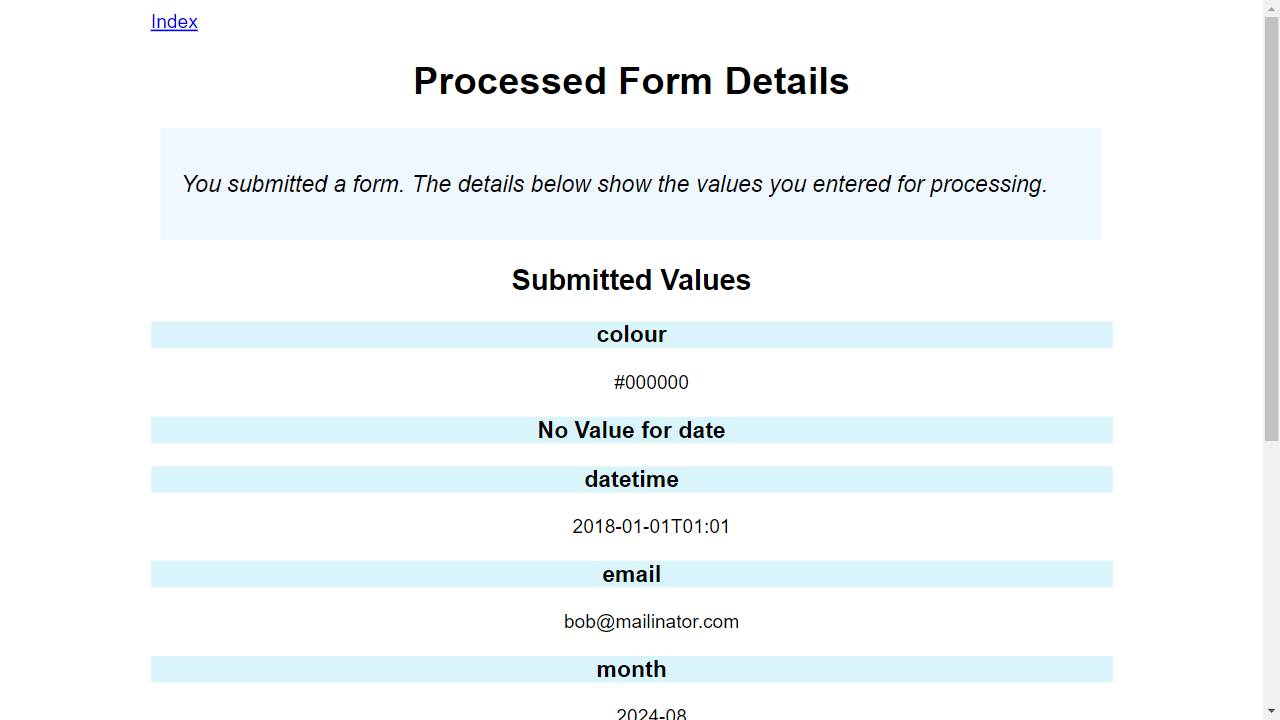 Index
Processed Form Details
You submitted a form. The details below show the values you entered for processing.
Submitted Values
colour
#000000
No Value for date
datetime
2018-01-01T01:01
email
bob@mailinator.com
month
2024-08